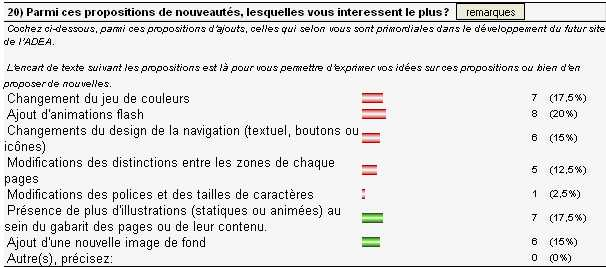 20) Parmi ces propositions de nouveautés, lesquelles vous interessent le plus? remarques
Cochez ci-dessous, parmi ces propositions d'ajouts, celles qui selon vous sont primordiales dans le développement du futur site
de l'ADEA.
L'encart de texte suivant les propositions est là pour vous permettre d'exprimer vos idées sur ces propositions ou bien d'en
proposer de nouvelles.
Changement du jeu de couleurs 7 (17,5%)
Ajout d'animations flash 8 (20%)
Changements du design de la navigation (textuel, boutons ou
icônes) 6 (15%)
Modifications des distinctions entre les zones de chaque
pages 5 (12,5%)
Modifications des polices et des tailles de caractères 1 (2,5%)
Présence de plus d'illustrations (statiques ou animées) au
sein du gabarit des pages ou de leur contenu. 7 (17,5%)
Ajout d'une nouvelle image de fond 6 (15%)
Autre(s), précisez: 0 (0%)